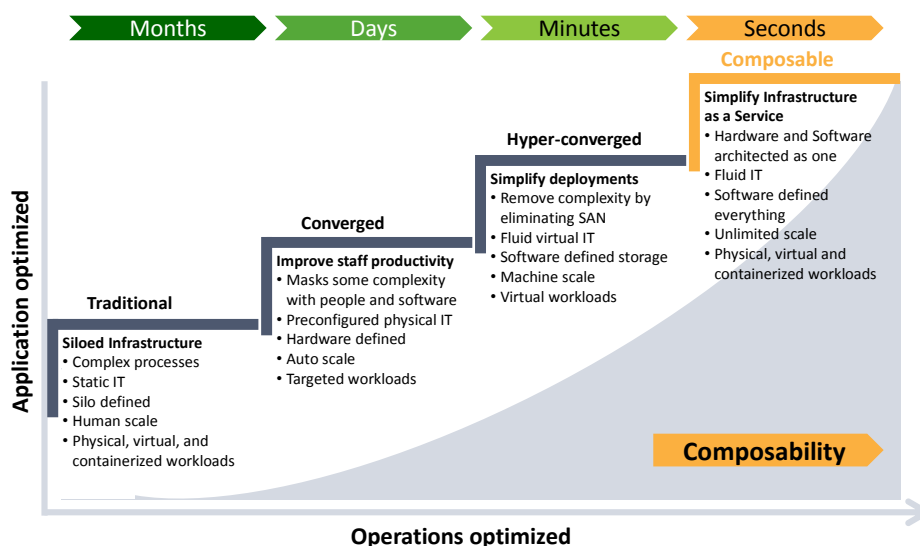 Months
Days
Minutes
Seconds
Composable
Simplify Infrastructure
as a Service
• Hardware and Software
architected as one
• Fluid IT
• Software defined
everything
• Unlimited scale
• Physical, virtual and
containerized workloads
Hyper-converged
Simplify deployments
• Remove complexity by
eliminating SAN
• Fluid virtual IT
• Software defined storage
• Machine scale
• Virtual workloads
Converged
Improve staff productivity
• Masks some complexity
with people and software
• Preconfigured physical IT
• Hardware defined
• Auto scale
• Targeted workloads
Traditional
Siloed Infrastructure
• Complex processes
• Static IT
• Silo defined
• Human scale
• Physical, virtual, and
containerized workloads
Application optimized
Composability
Operations optimized